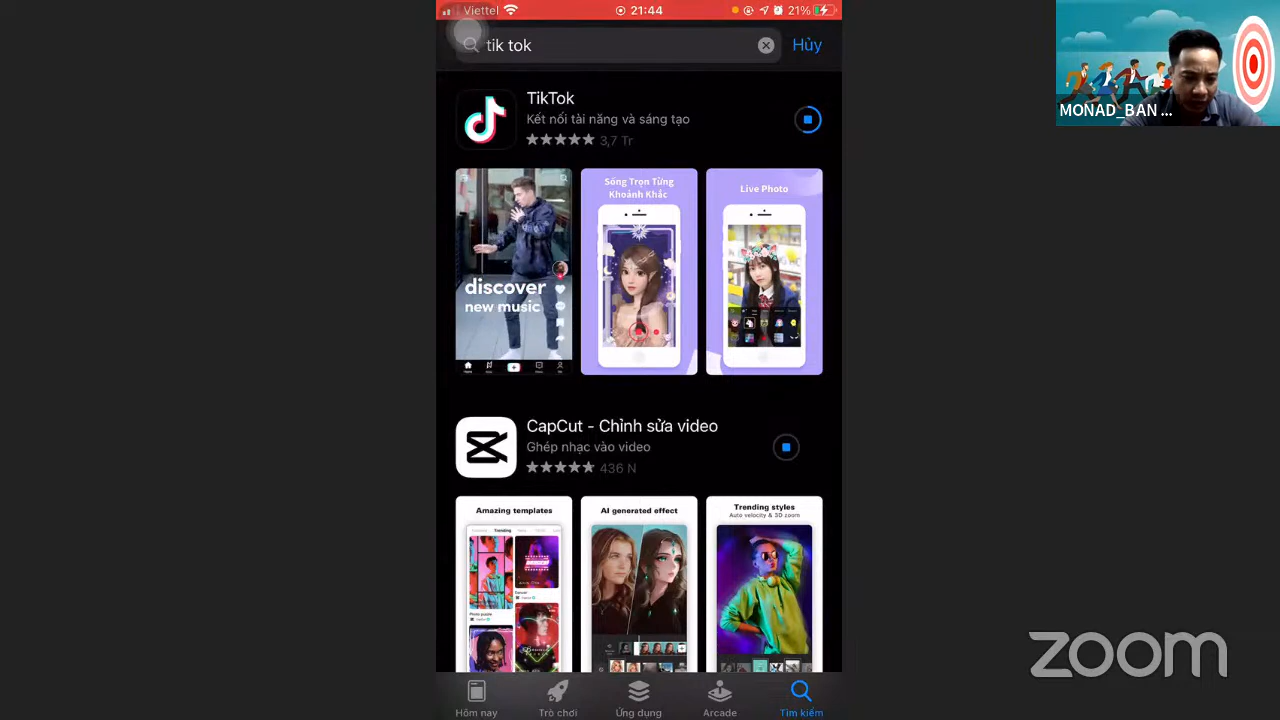 Viettel
21:44
21%
tik tok
Hủy
TikTok
Kết nối tài năng và sáng tạo
3,7 Tr
discover
new music
Sống Trọn Từng
Khoảnh Khắc
Live Photo
CapCut - Chỉnh sửa video
Ghép nhạc vào video
436 N
Amazing templates
AI generated effect
Trending styles
Auto velocity & 3D zoom
Trending
Photo puzzle
Hôm nay
Trò chơi
Ứng dụng
Arcade
Tìm kiếm
MONAD_BAN ...
zoom